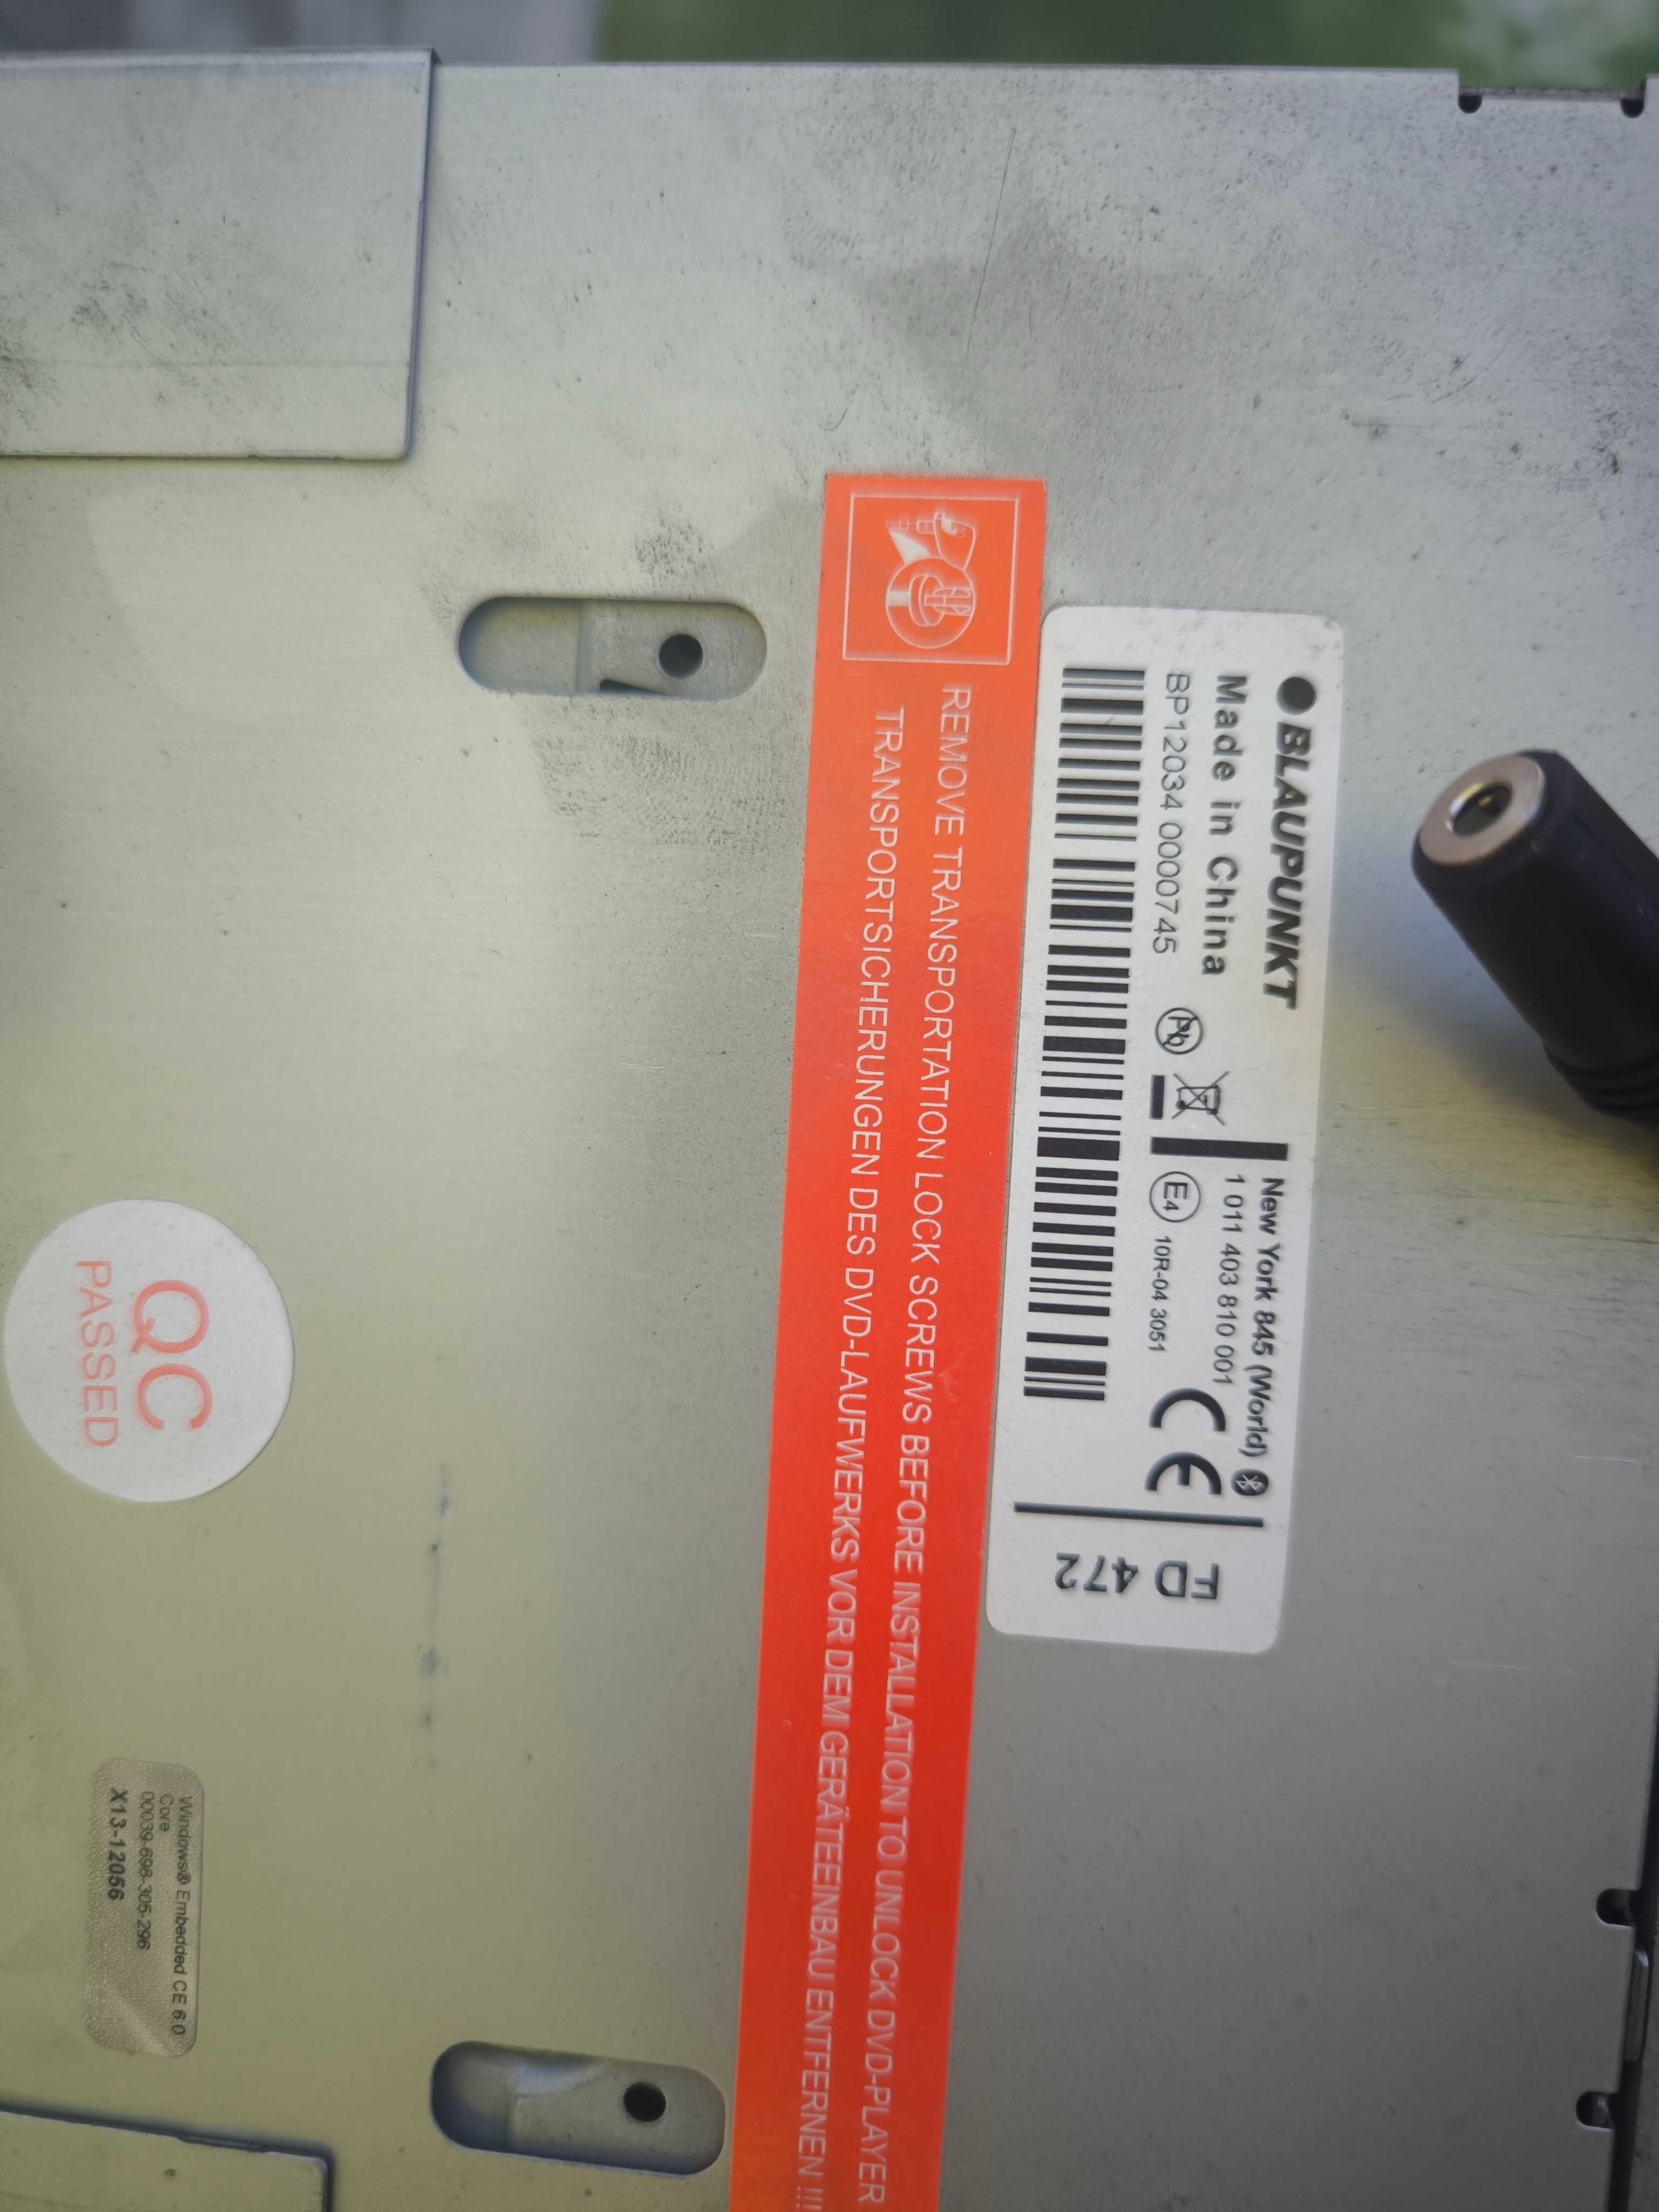 BLAUPUNKT
Made in China
BP12034 0000745
Pb
New York 845 (World)
1 011 403 810 001
E4 10R-04 3051
CE
FD 472
REMOVE TRANSPORTATION LOCK SCREWS BEFORE INSTALLATION TO UNLOCK DVD-PLAYER
TRANSPORTSICHERUNGEN DES DVD-LAUFWERKS VOR DEM GERÄTEEINBAU ENTFERNEN !!!
QC
PASSED
Windows® Embedded CE 6.0
Core
00039-698-305-296
X13-12056